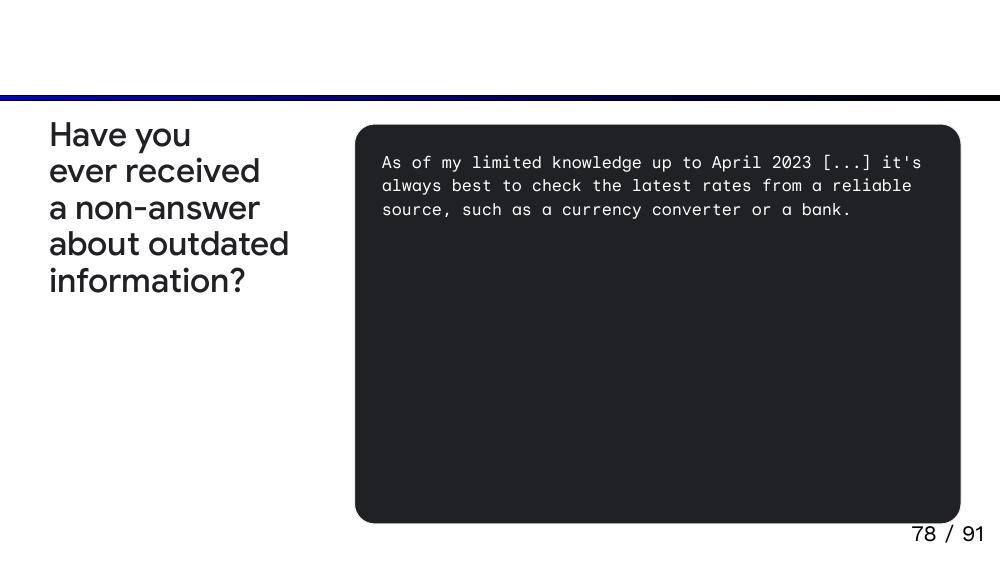 Have you
ever received
a non-answer
about outdated
information?
As of my limited knowledge up to April 2023 [...] it's
always best to check the latest rates from a reliable
source, such as a currency converter or a bank.
78 / 91